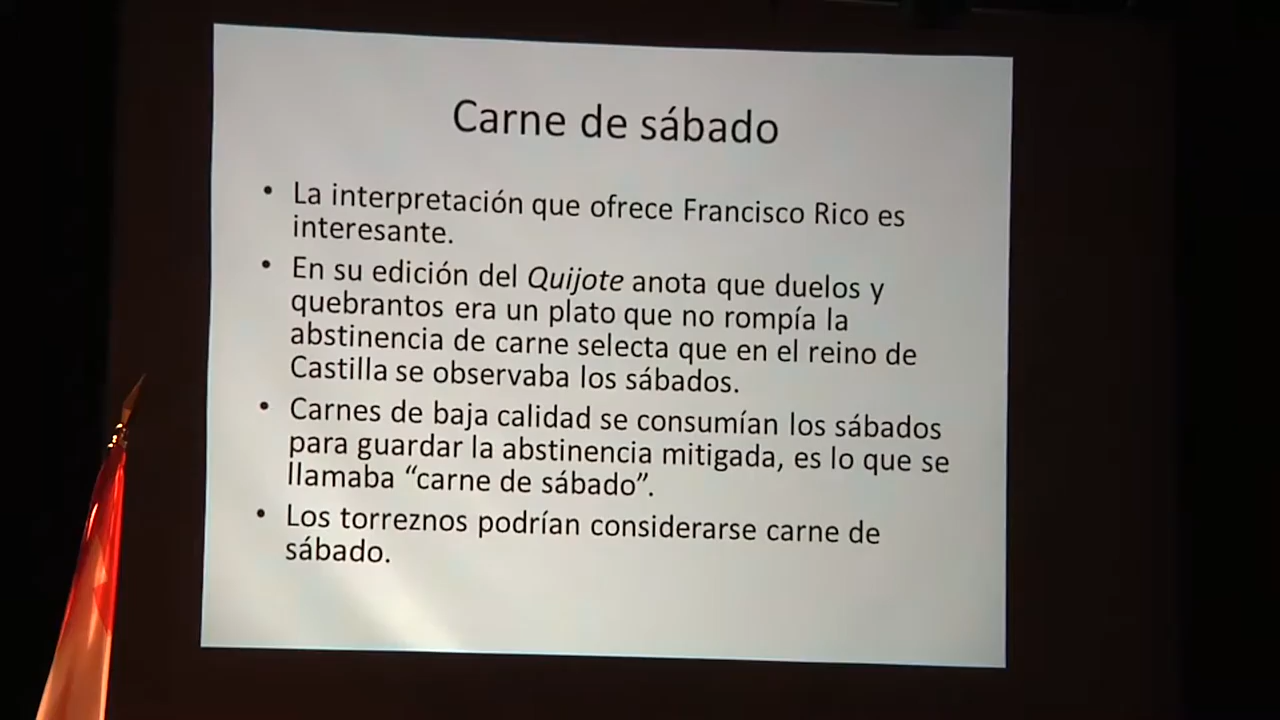 Carne de sábado
• La interpretación que ofrece Francisco Rico es
interesante.
• En su edición del Quijote anota que duelos y
quebrantos era un plato que no rompía la
abstinencia de carne selecta que en el reino de
Castilla se observaba los sábados.
• Carnes de baja calidad se consumían los sábados
para guardar la abstinencia mitigada, es lo que se
llamaba “carne de sábado”.
• Los torreznos podrían considerarse carne de
sábado.